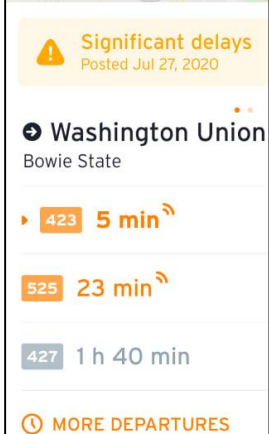 Significant delays
Posted Jul 27, 2020
Washington Union
Bowie State
423 5 min
525 23 min
427 1 h 40 min
MORE DEPARTURES